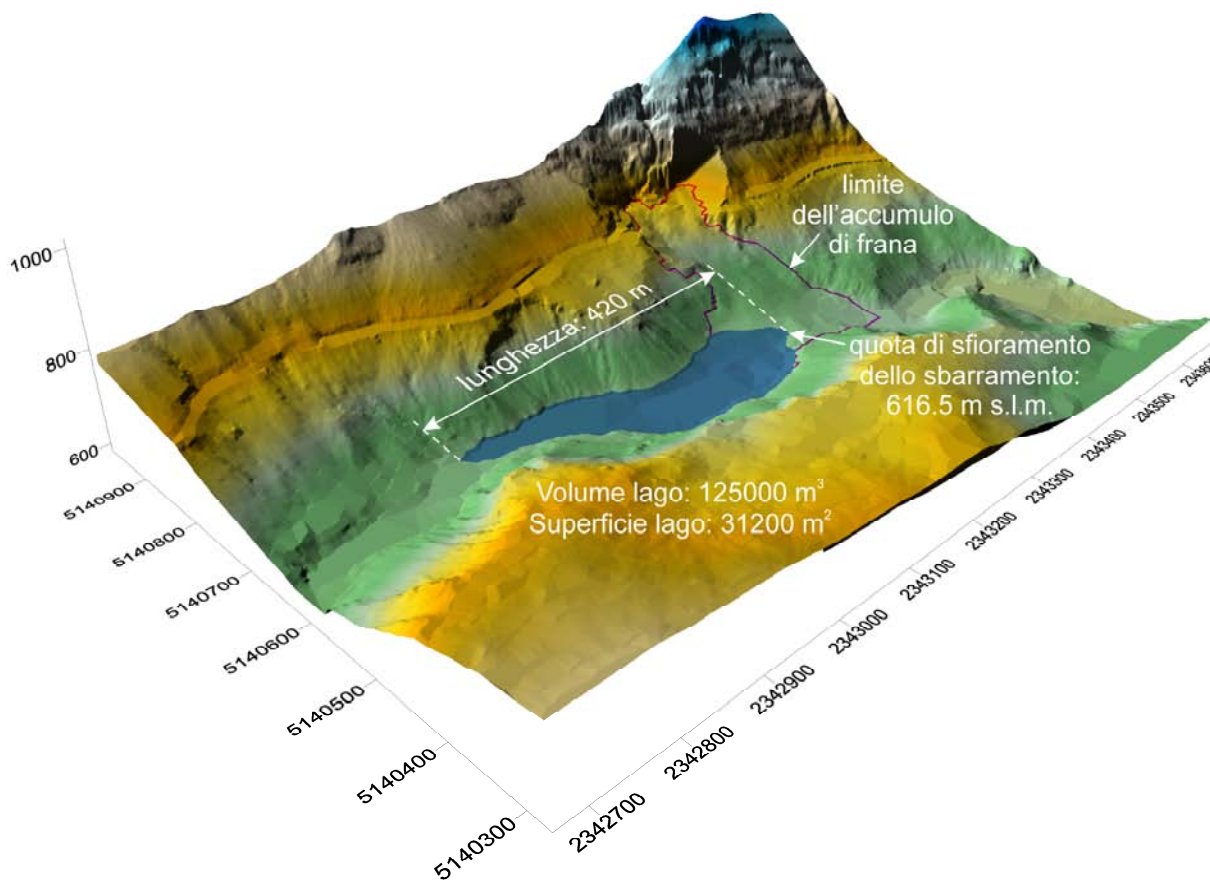 limite
dell'accumulo
di frana
lunghezza: 420 m
quota di sfioramento
dello sbarramento:
616.5 m s.l.m.
Volume lago: 125000 m³
Superficie lago: 31200 m²
1000
800
600
5140900
5140800
5140700
5140600
5140500
5140400
5140300
2342700
2342800
2342900
2343000
2343100
2343200
2343300
2343400
2343500